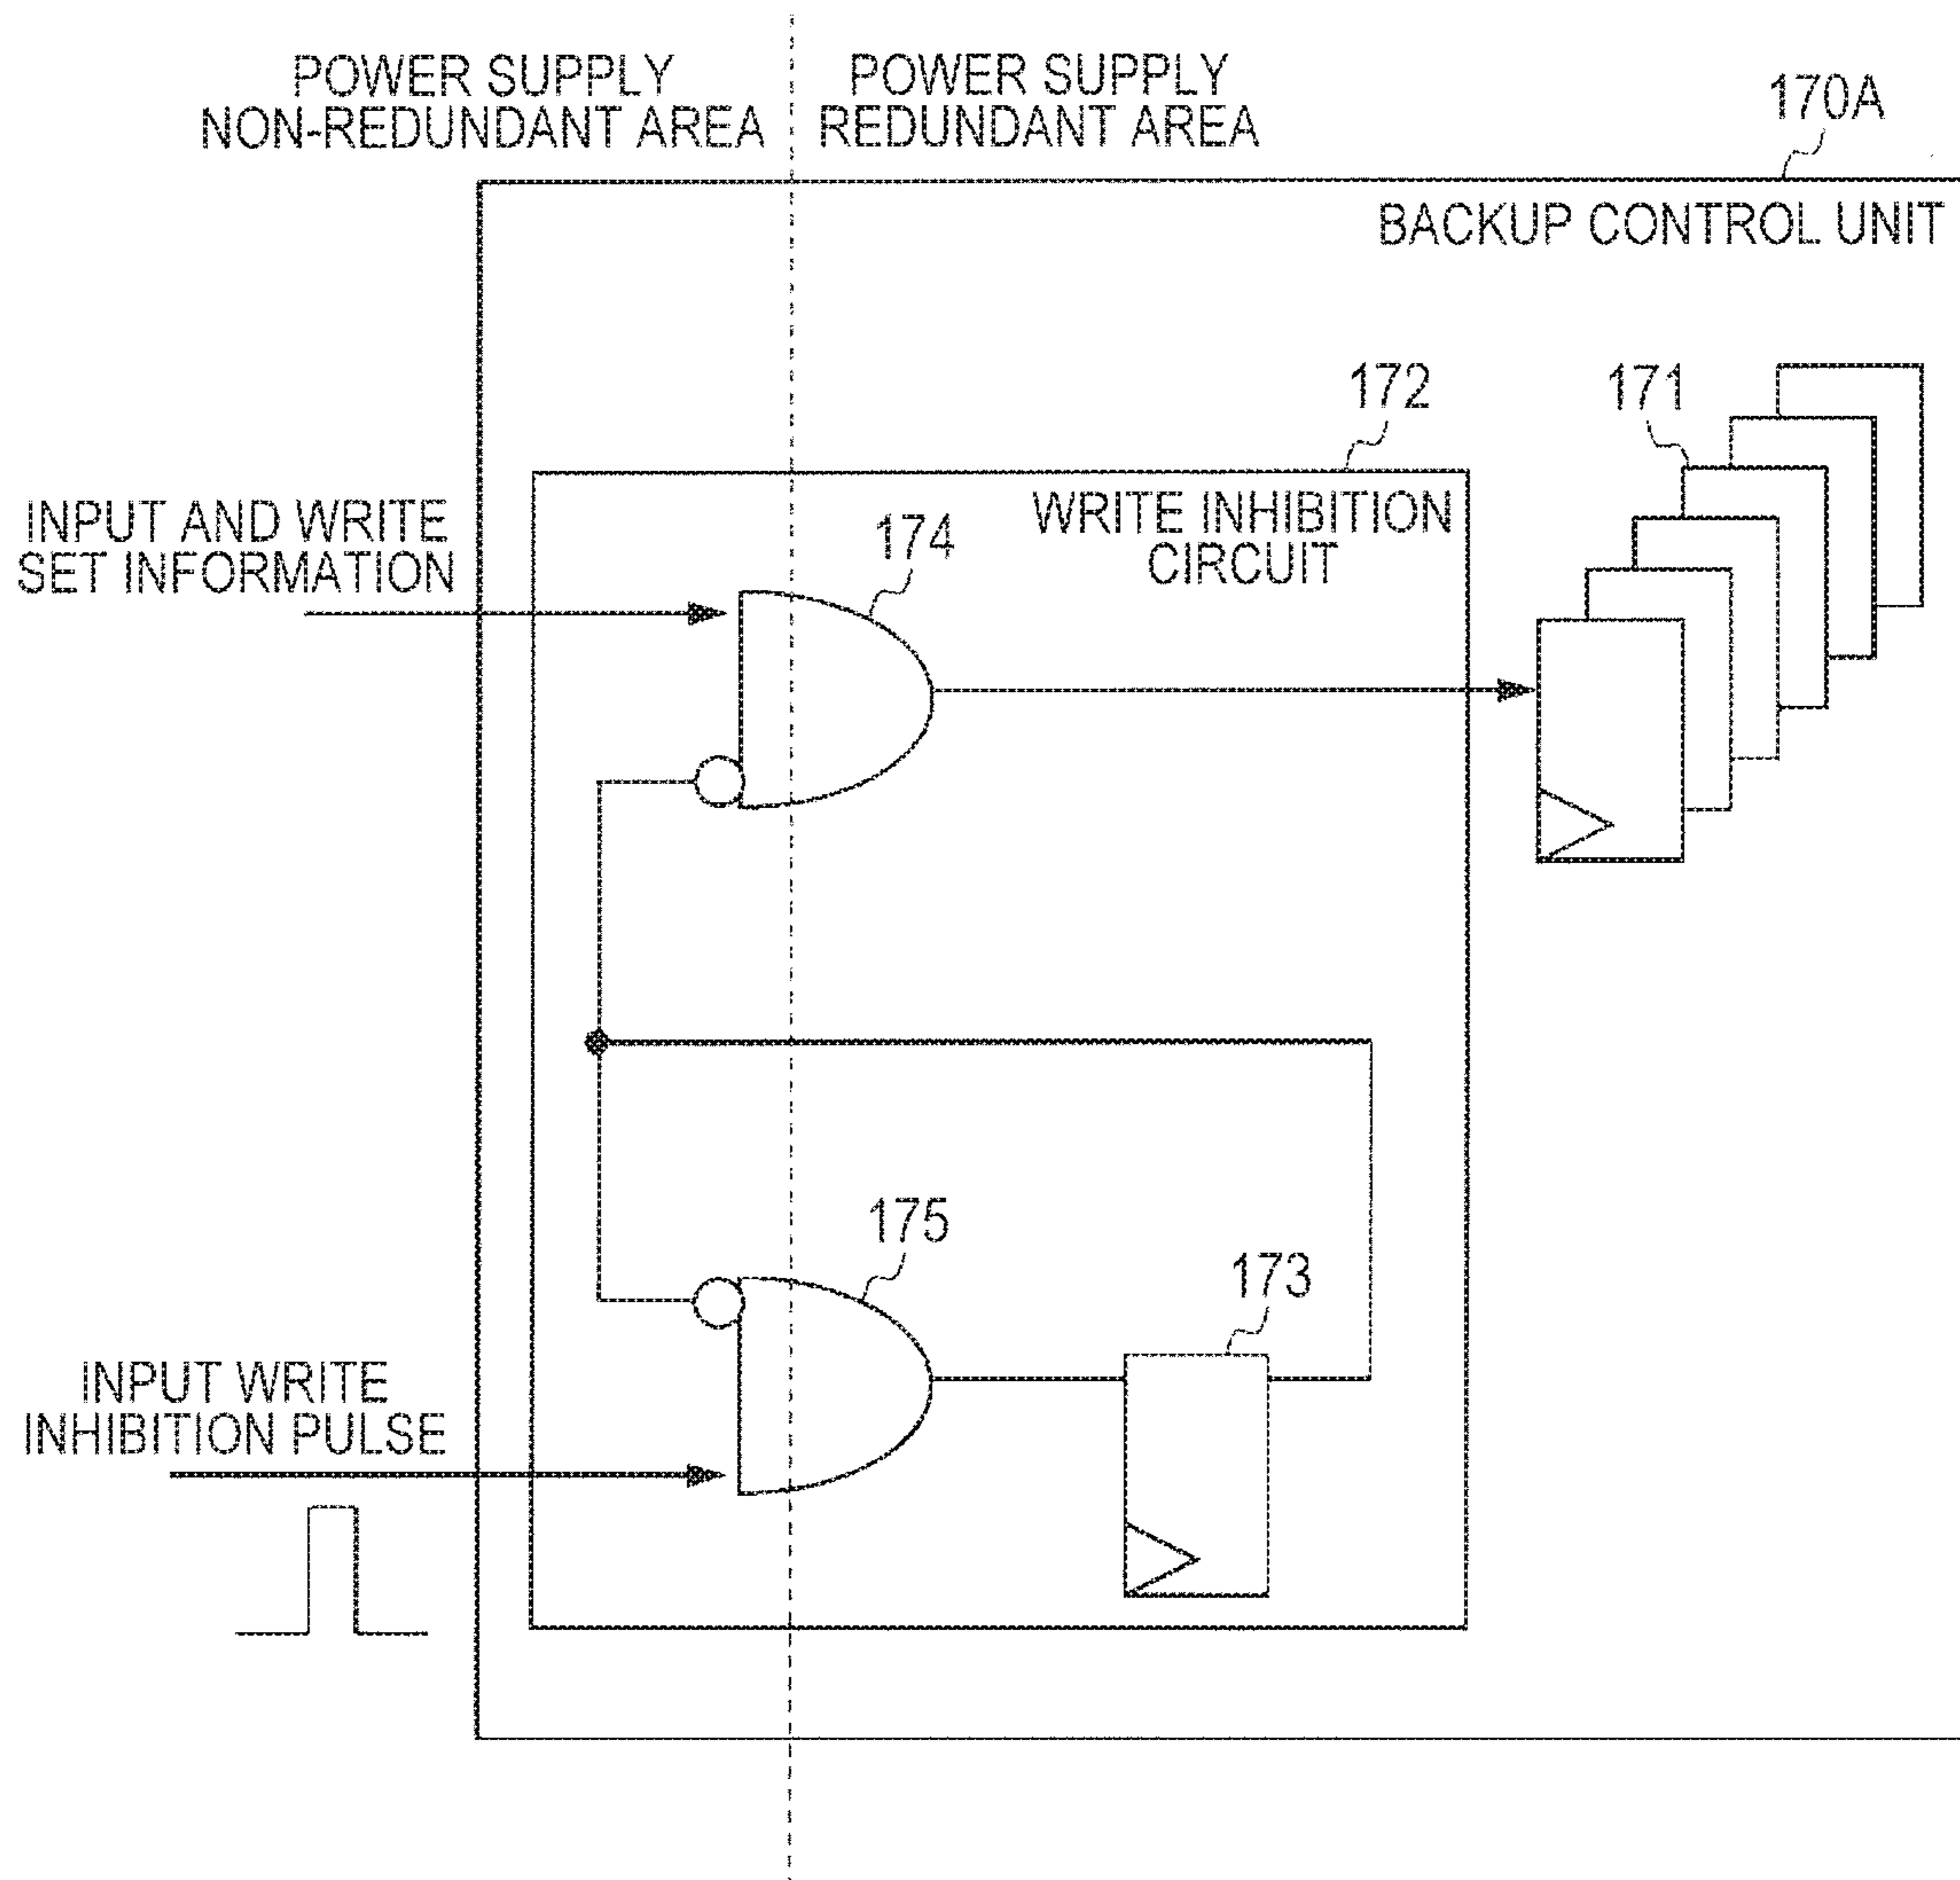 POWER SUPPLY
NON-REDUNDANT AREA
POWER SUPPLY
REDUNDANT AREA
170A
BACKUP CONTROL UNIT
172
171
WRITE INHIBITION
CIRCUIT
INPUT AND WRITE
SET INFORMATION
174
175
173
INPUT WRITE
INHIBITION PULSE